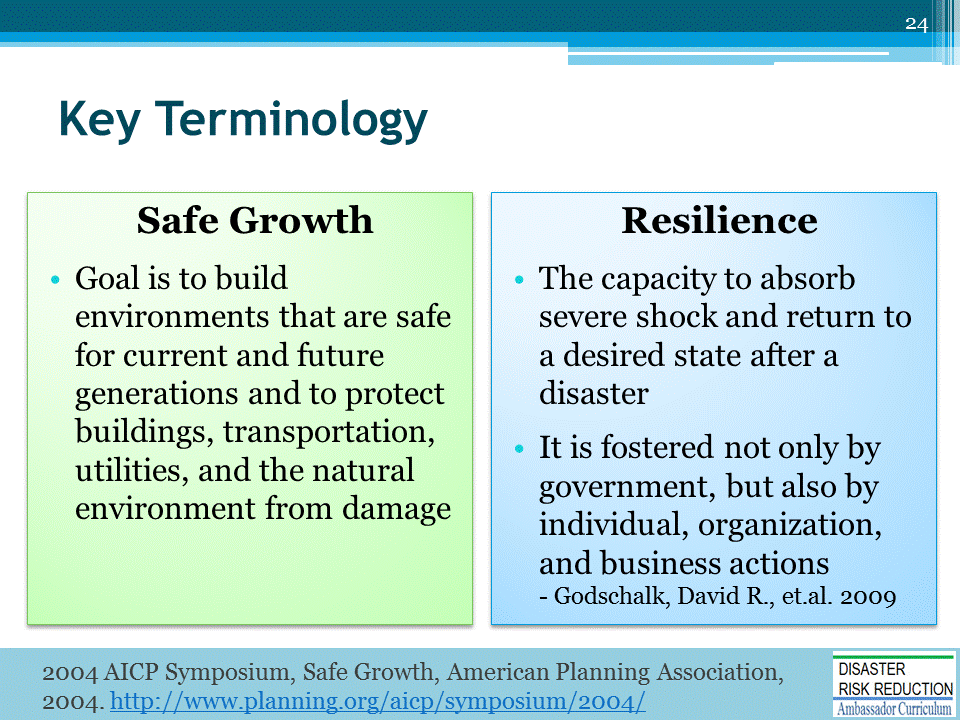 24
Key Terminology
Safe Growth
• Goal is to build
environments that are safe
for current and future
generations and to protect
buildings, transportation,
utilities, and the natural
environment from damage
Resilience
• The capacity to absorb
severe shock and return to
a desired state after a
disaster
• It is fostered not only by
government, but also by
individual, organization,
and business actions
- Godschalk, David R., et.al. 2009
2004 AICP Symposium, Safe Growth, American Planning Association,
2004. http://www.planning.org/aicp/symposium/2004/
DISASTER
RISK REDUCTION
Ambassador Curriculum